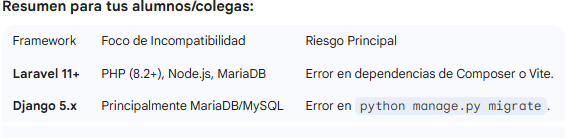 Resumen para tus alumnos/colegas:
Framework Foco de Incompatibilidad Riesgo Principal
Laravel 11+ PHP (8.2+), Node.js, MariaDB Error en dependencias de Composer o Vite.
Django 5.x Principalmente MariaDB/MySQL Error en python manage.py migrate .